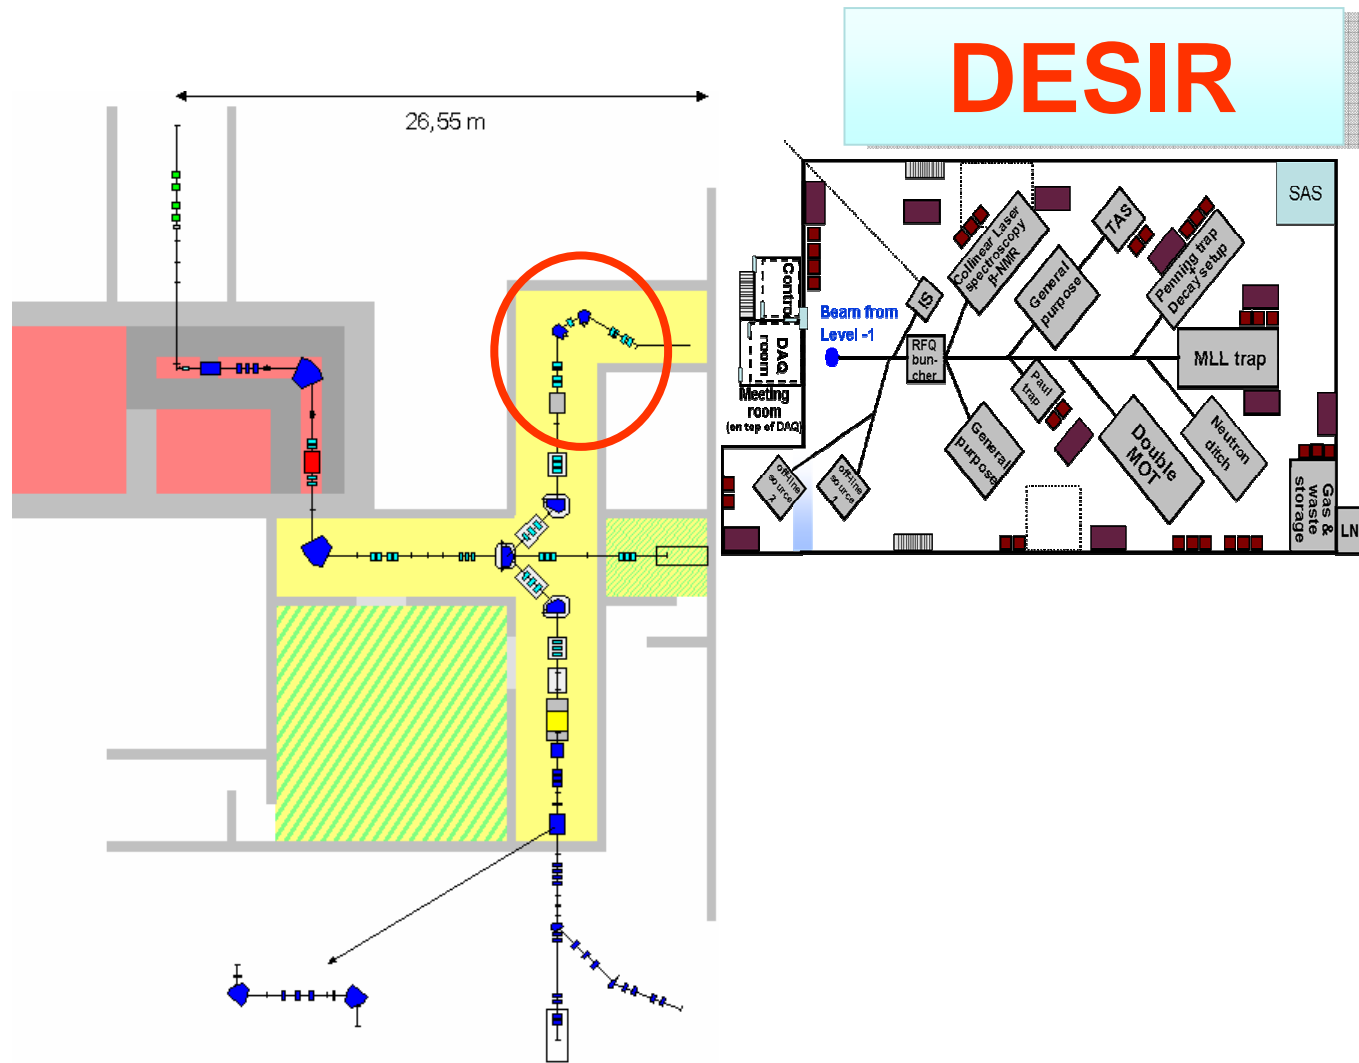 DESIR
26,55 m
SAS
TAS
Collinear Laser
spectroscopy
β-NMR
General
purpose
Penning trap
+
Decay setup
IS
Control
DAQ
room
Beam from
Level -1
RFQ
bun-
cher
MLL trap
Meeting
room
(on top of DAQ)
Paul
trap
General
purpose
Double
MOT
Neutron
ditch
off-line
source
2
off-line
source
2
Gas &
waste
storage
LN